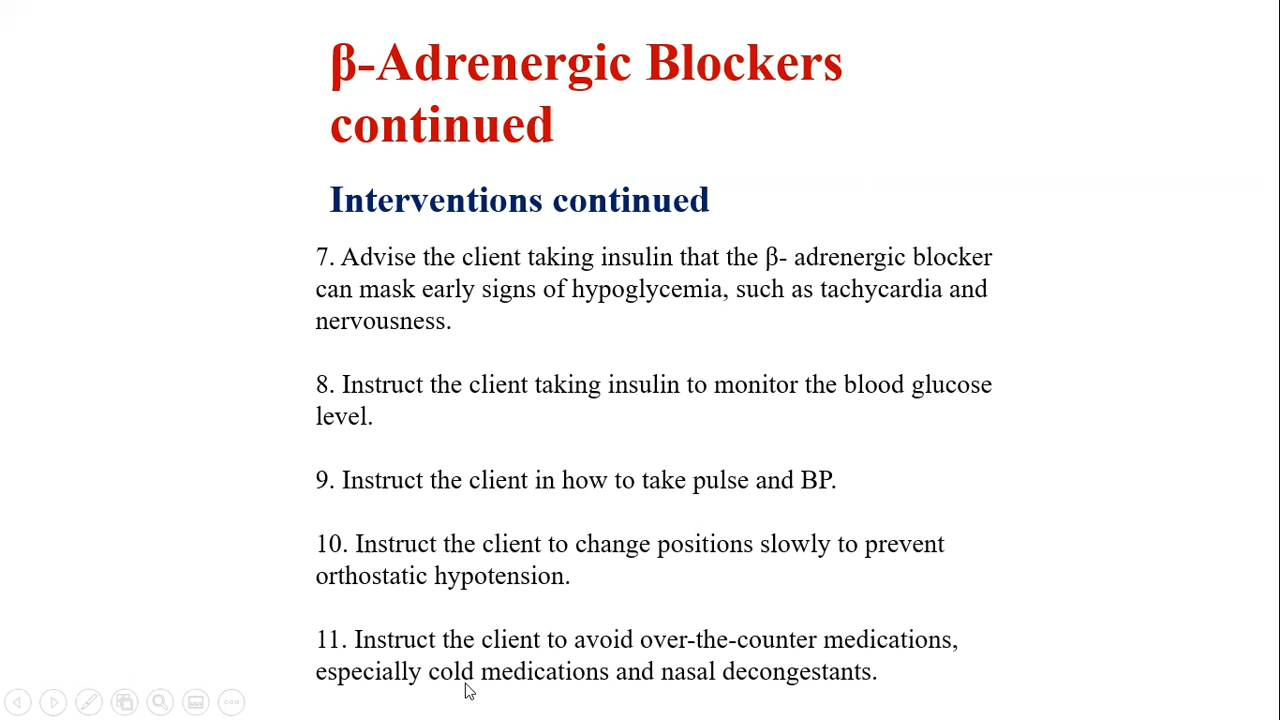 β-Adrenergic Blockers
continued
Interventions continued
7. Advise the client taking insulin that the β- adrenergic blocker
can mask early signs of hypoglycemia, such as tachycardia and
nervousness.
8. Instruct the client taking insulin to monitor the blood glucose
level.
9. Instruct the client in how to take pulse and BP.
10. Instruct the client to change positions slowly to prevent
orthostatic hypotension.
11. Instruct the client to avoid over-the-counter medications,
especially cold medications and nasal decongestants.